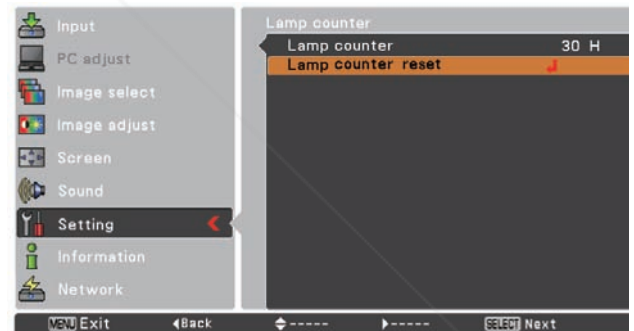 Input
PC adjust
Image select
Image adjust
Screen
Sound
Setting
Information
Network
Lamp counter
Lamp counter 30 H
Lamp counter reset
MENU Exit ◀Back ◆----- ▶----- SELECT Next